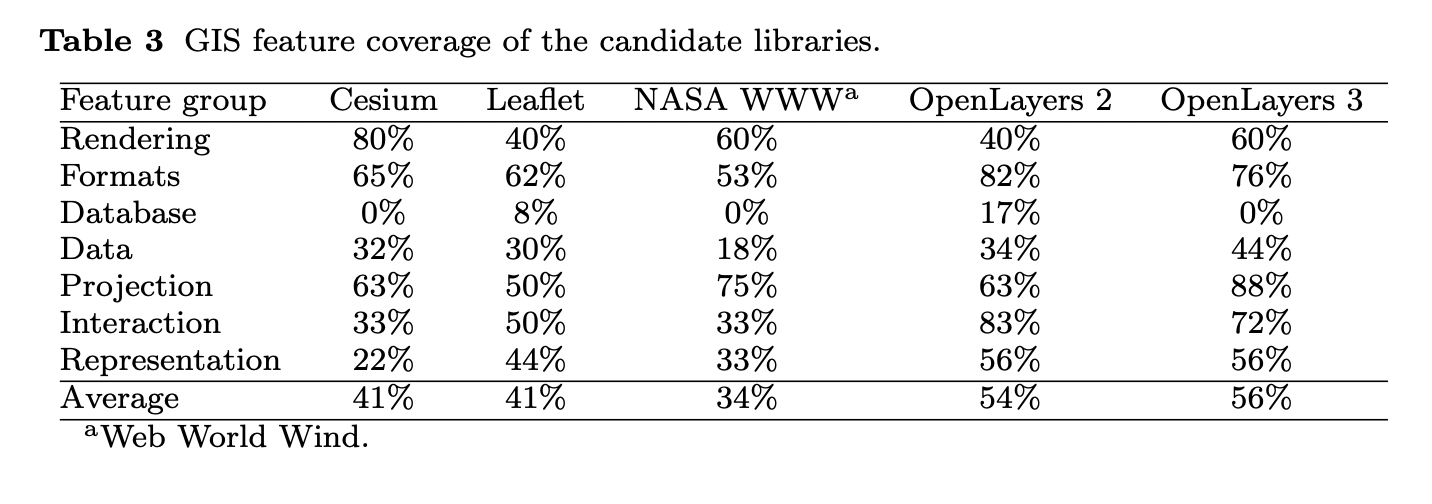 Table 3 GIS feature coverage of the candidate libraries.
Feature group Cesium Leaflet NASA WWWᵃ OpenLayers 2 OpenLayers 3
Rendering 80% 40% 60% 40% 60%
Formats 65% 62% 53% 82% 76%
Database 0% 8% 0% 17% 0%
Data 32% 30% 18% 34% 44%
Projection 63% 50% 75% 63% 88%
Interaction 33% 50% 33% 83% 72%
Representation 22% 44% 33% 56% 56%
Average 41% 41% 34% 54% 56%
ᵃWeb World Wind.